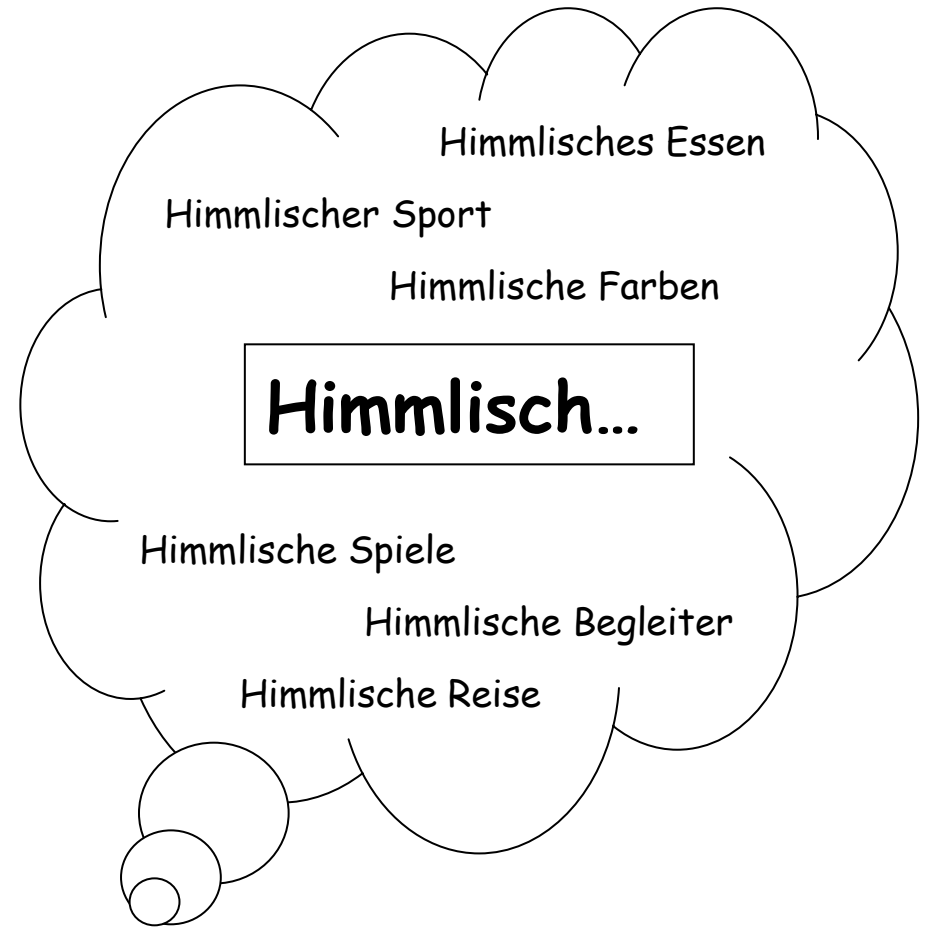 Himmlisches Essen
Himmlischer Sport
Himmlische Farben
Himmlisch...
Himmlische Spiele
Himmlische Begleiter
Himmlische Reise